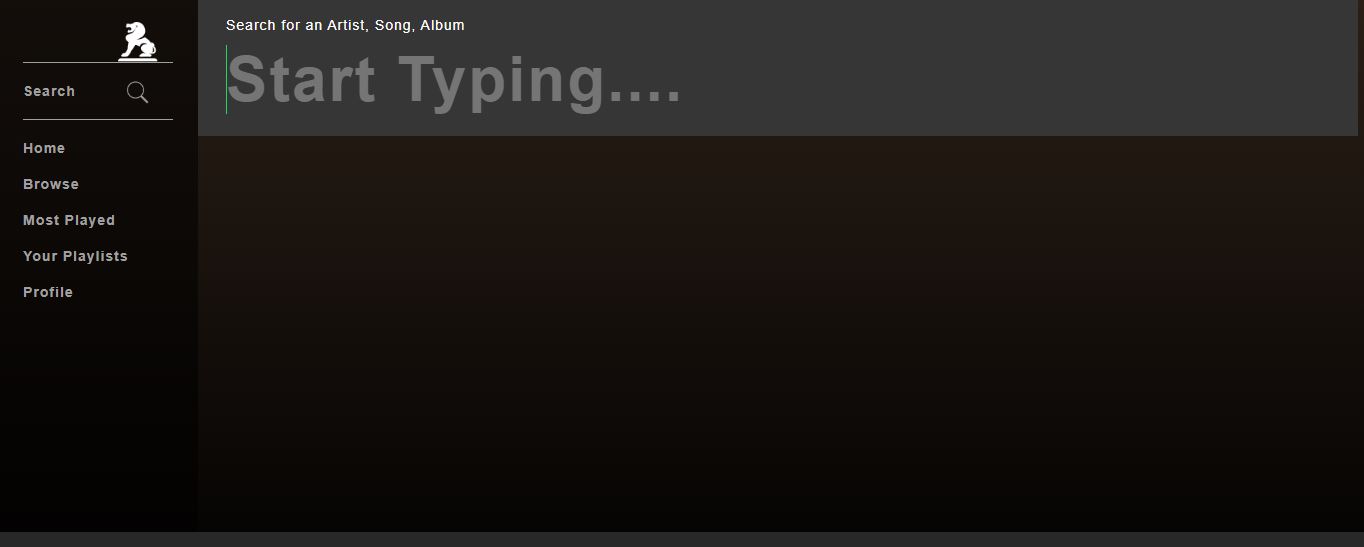 Search
Home
Browse
Most Played
Your Playlists
Profile
Search for an Artist, Song, Album
Start Typing....